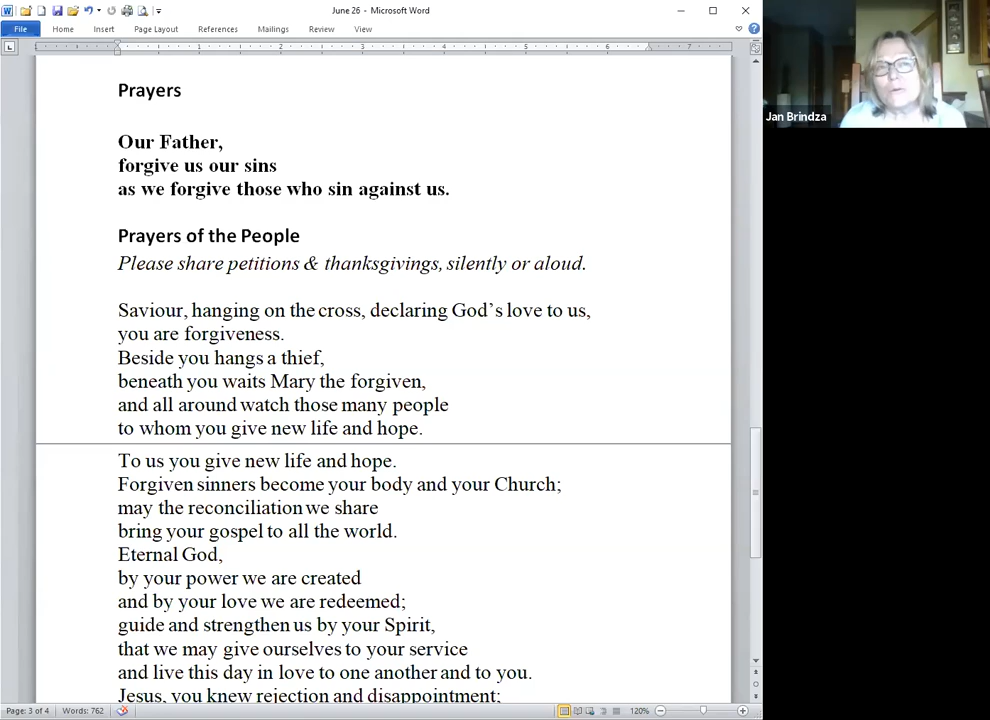 June 26 - Microsoft Word
File Home Insert Page Layout References Mailings Review View
1 2 3 4 5 6 7
Prayers
Our Father,
forgive us our sins
as we forgive those who sin against us.
Prayers of the People
Please share petitions & thanksgivings, silently or aloud.
Saviour, hanging on the cross, declaring God's love to us,
you are forgiveness.
Beside you hangs a thief,
beneath you waits Mary the forgiven,
and all around watch those many people
to whom you give new life and hope.
To us you give new life and hope.
Forgiven sinners become your body and your Church;
may the reconciliation we share
bring your gospel to all the world.
Eternal God,
by your power we are created
and by your love we are redeemed;
guide and strengthen us by your Spirit,
that we may give ourselves to your service
and live this day in love to one another and to you.
Jesus, you knew rejection and disappointment;
Page: 3 of 4 Words: 762 120%
Jan Brindza